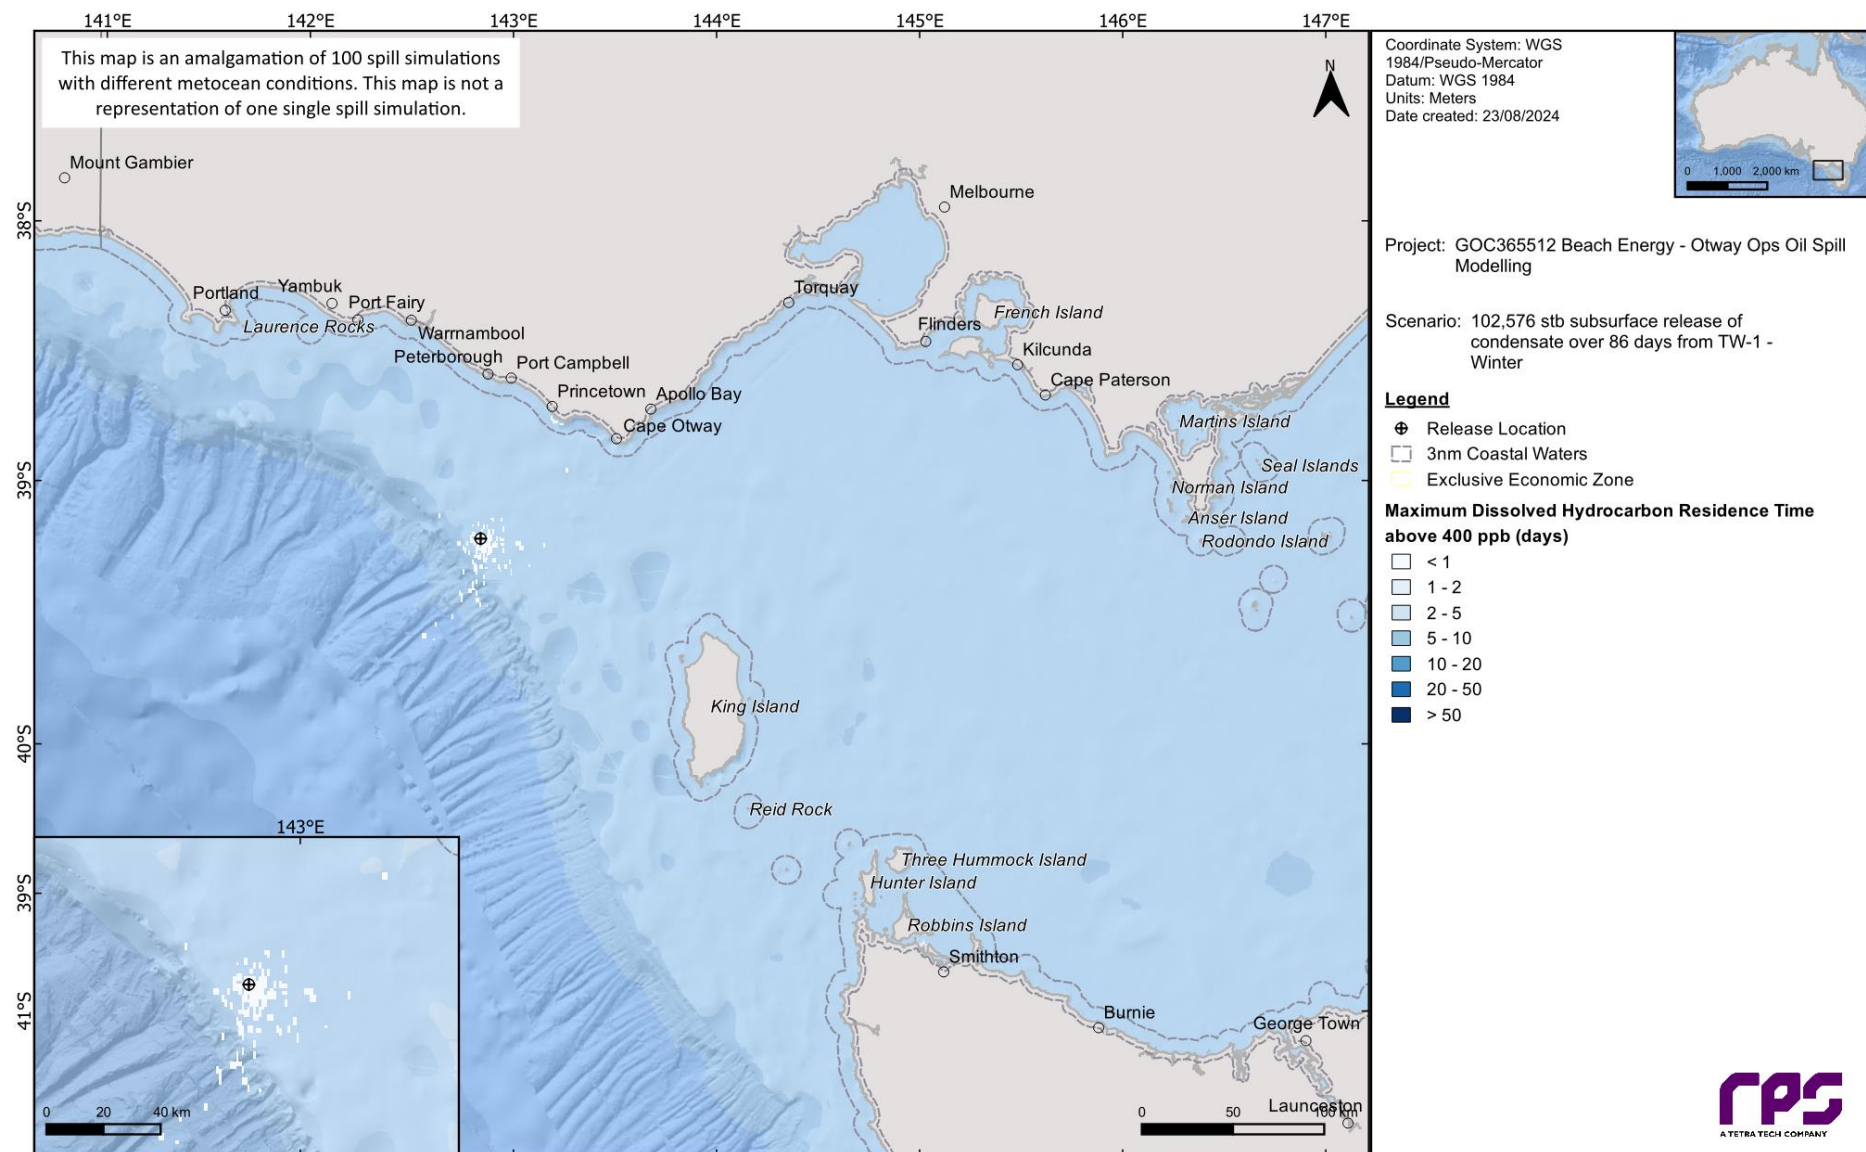 141°E 142°E 143°E 144°E 145°E 146°E 147°E
This map is an amalgamation of 100 spill simulations
with different metocean conditions. This map is not a
representation of one single spill simulation.
N
Mount Gambier
Melbourne
38°S
Portland
Yambuk
Port Fairy
Laurence Rocks
Warrnambool
Peterborough
Port Campbell
Princetown
Apollo Bay
Cape Otway
Torquay
Flinders
French Island
Kilcunda
Cape Paterson
Martins Island
Seal Islands
Norman Island
Anser Island
Rodondo Island
39°S
King Island
40°S
Reid Rock
Three Hummock Island
Hunter Island
Robbins Island
Smithton
41°S
Burnie
George Town
Launceston
0 50 100 km
143°E
39°S
0 20 40 km
Coordinate System: WGS
1984/Pseudo-Mercator
Datum: WGS 1984
Units: Meters
Date created: 23/08/2024
0 1,000 2,000 km
Project: GOC365512 Beach Energy - Otway Ops Oil Spill
Modelling
Scenario: 102,576 stb subsurface release of
condensate over 86 days from TW-1 -
Winter
Legend
Release Location
3nm Coastal Waters
Exclusive Economic Zone
Maximum Dissolved Hydrocarbon Residence Time
above 400 ppb (days)
< 1
1 - 2
2 - 5
5 - 10
10 - 20
20 - 50
> 50
rps
A TETRA TECH COMPANY